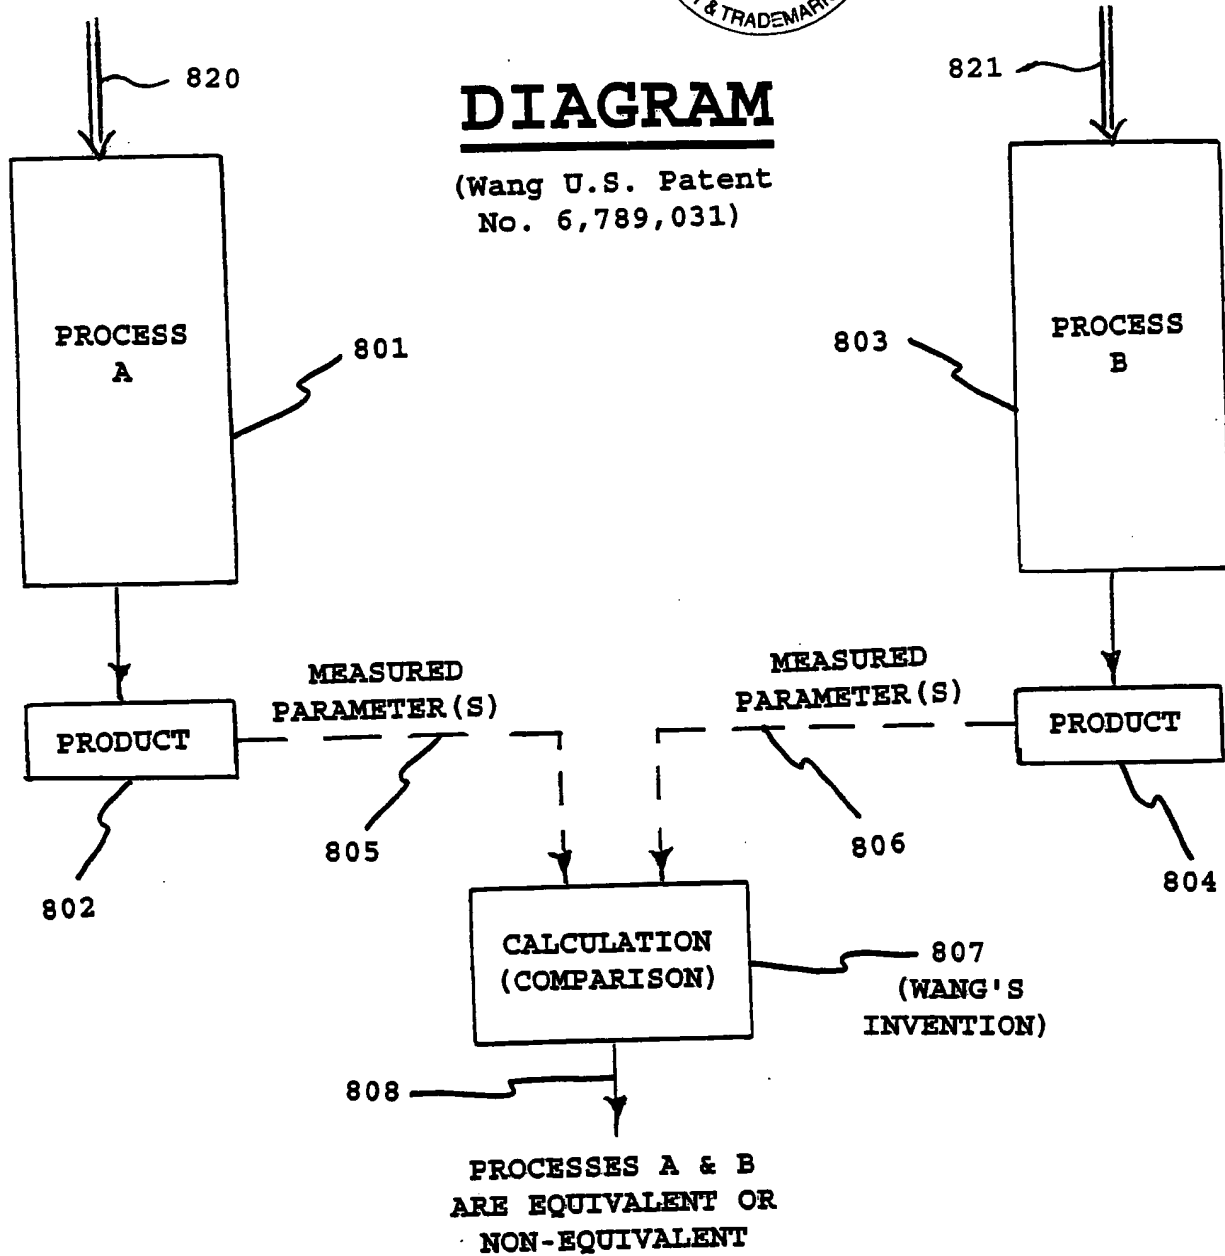 & TRADEMARK
820
821
DIAGRAM
(Wang U.S. Patent
No. 6,789,031)
PROCESS
A
801
803
PROCESS
B
MEASURED
PARAMETER(S)
MEASURED
PARAMETER(S)
PRODUCT
PRODUCT
802
805
806
804
CALCULATION
(COMPARISON)
807
(WANG'S
INVENTION)
808
PROCESSES A & B
ARE EQUIVALENT OR
NON-EQUIVALENT